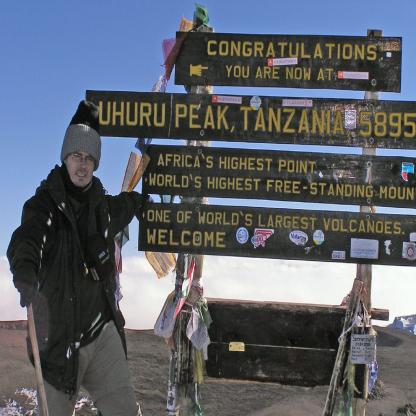 CONGRATULATIONS
YOU ARE NOW AT
UHURU PEAK, TANZANIA 5895
AFRICA'S HIGHEST POINT
WORLD'S HIGHEST FREE-STANDING MOUN
ONE OF WORLD'S LARGEST VOLCANOES.
WELCOME